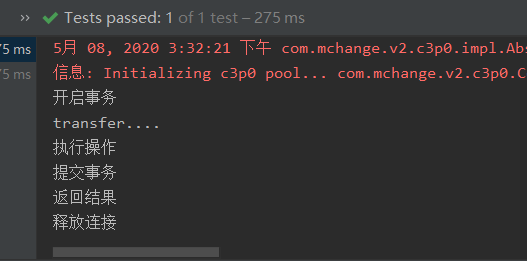 ›› ✔ Tests passed: 1 of 1 test – 275 ms
75 ms 5月 08, 2020 3:32:21 下午 com.mchange.v2.c3p0.impl.Abs
75 ms 信息: Initializing c3p0 pool... com.mchange.v2.c3p0.C
开启事务
transfer....
执行操作
提交事务
返回结果
释放连接